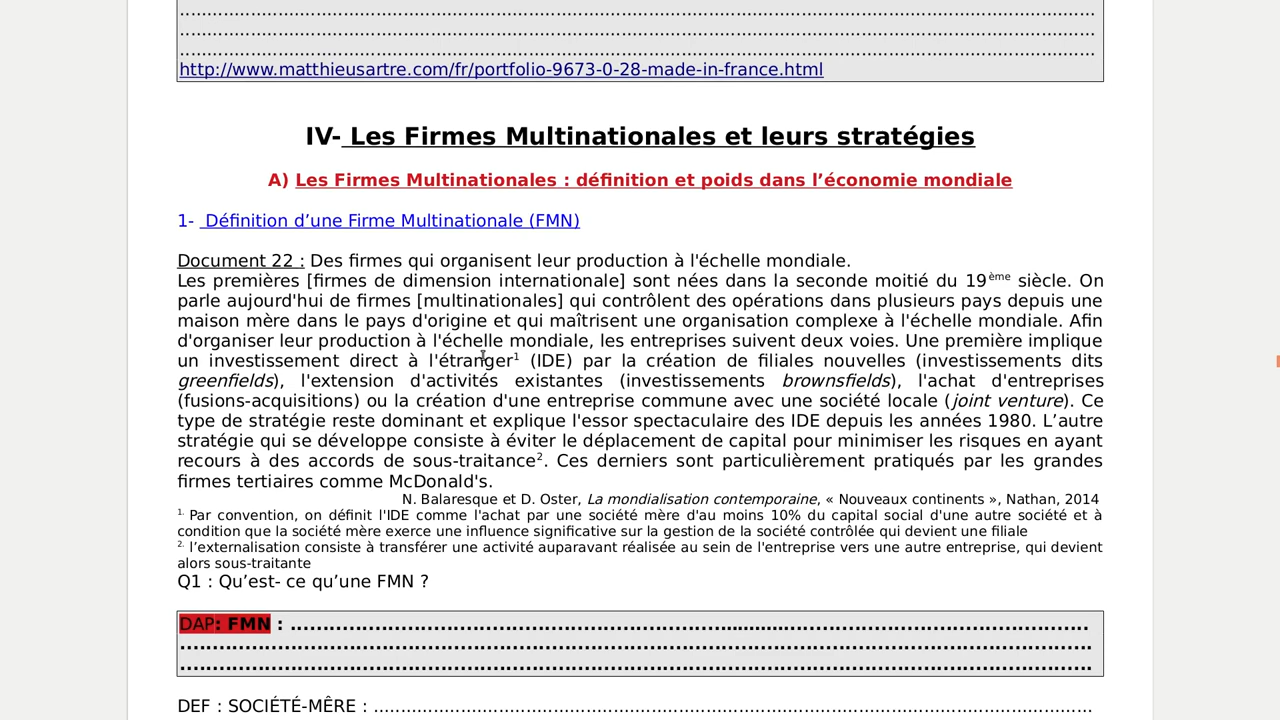 ........................................................................................................................................................................
........................................................................................................................................................................
........................................................................................................................................................................
http://www.matthieusartre.com/fr/portfolio-9673-0-28-made-in-france.html
IV- Les Firmes Multinationales et leurs stratégies
A) Les Firmes Multinationales : définition et poids dans l’économie mondiale
1- Définition d’une Firme Multinationale (FMN)
Document 22 : Des firmes qui organisent leur production à l'échelle mondiale.
Les premières [firmes de dimension internationale] sont nées dans la seconde moitié du 19ème siècle. On
parle aujourd'hui de firmes [multinationales] qui contrôlent des opérations dans plusieurs pays depuis une
maison mère dans le pays d'origine et qui maîtrisent une organisation complexe à l'échelle mondiale. Afin
d'organiser leur production à l'échelle mondiale, les entreprises suivent deux voies. Une première implique
un investissement direct à l'étranger1 (IDE) par la création de filiales nouvelles (investissements dits
greenfields), l'extension d'activités existantes (investissements brownsfields), l'achat d'entreprises
(fusions-acquisitions) ou la création d'une entreprise commune avec une société locale (joint venture). Ce
type de stratégie reste dominant et explique l'essor spectaculaire des IDE depuis les années 1980. L’autre
stratégie qui se développe consiste à éviter le déplacement de capital pour minimiser les risques en ayant
recours à des accords de sous-traitance2. Ces derniers sont particulièrement pratiqués par les grandes
firmes tertiaires comme McDonald's.
N. Balaresque et D. Oster, La mondialisation contemporaine, « Nouveaux continents », Nathan, 2014
1. Par convention, on définit l'IDE comme l'achat par une société mère d'au moins 10% du capital social d'une autre société et à
condition que la société mère exerce une influence significative sur la gestion de la société contrôlée qui devient une filiale
2. l’externalisation consiste à transférer une activité auparavant réalisée au sein de l'entreprise vers une autre entreprise, qui devient
alors sous-traitante
Q1 : Qu’est- ce qu’une FMN ?
DAP: FMN : ........................................................................................................................................
........................................................................................................................................................................
........................................................................................................................................................................
DEF : SOCIÉTÉ-MÈRE : ....................................................................................................................................